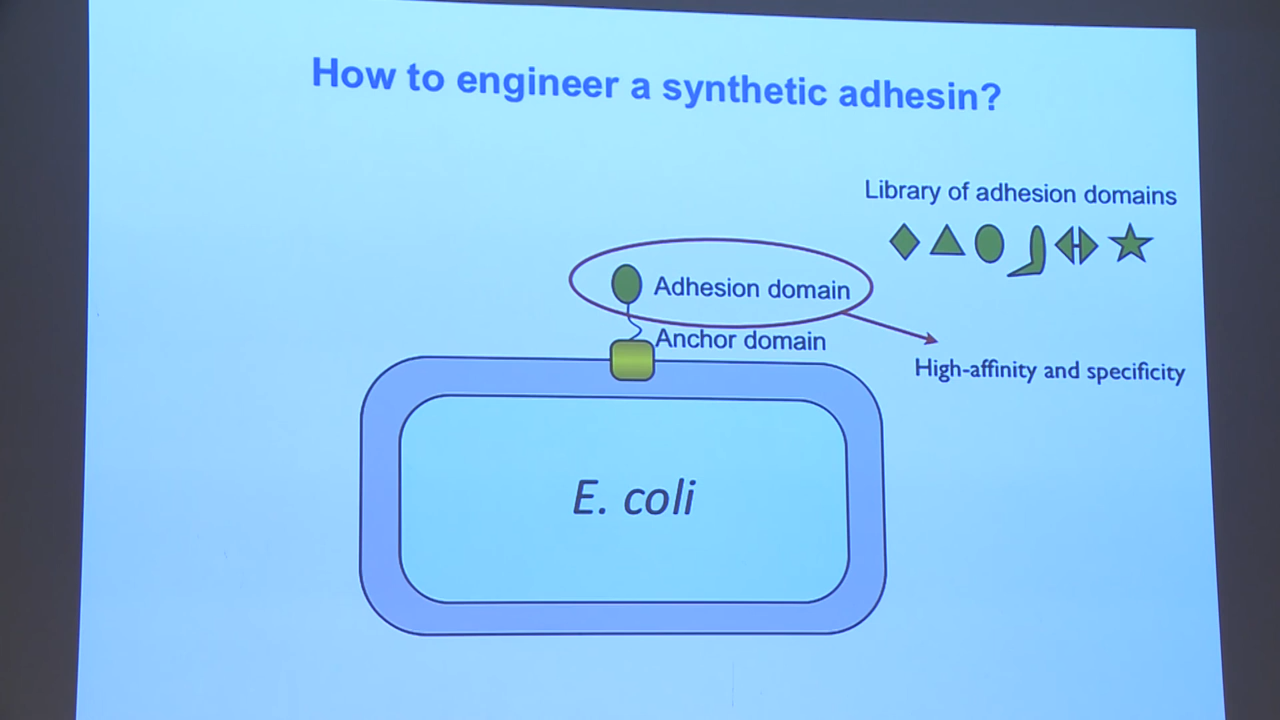 How to engineer a synthetic adhesin?
Library of adhesion domains
Adhesion domain
Anchor domain
High-affinity and specificity
E. coli